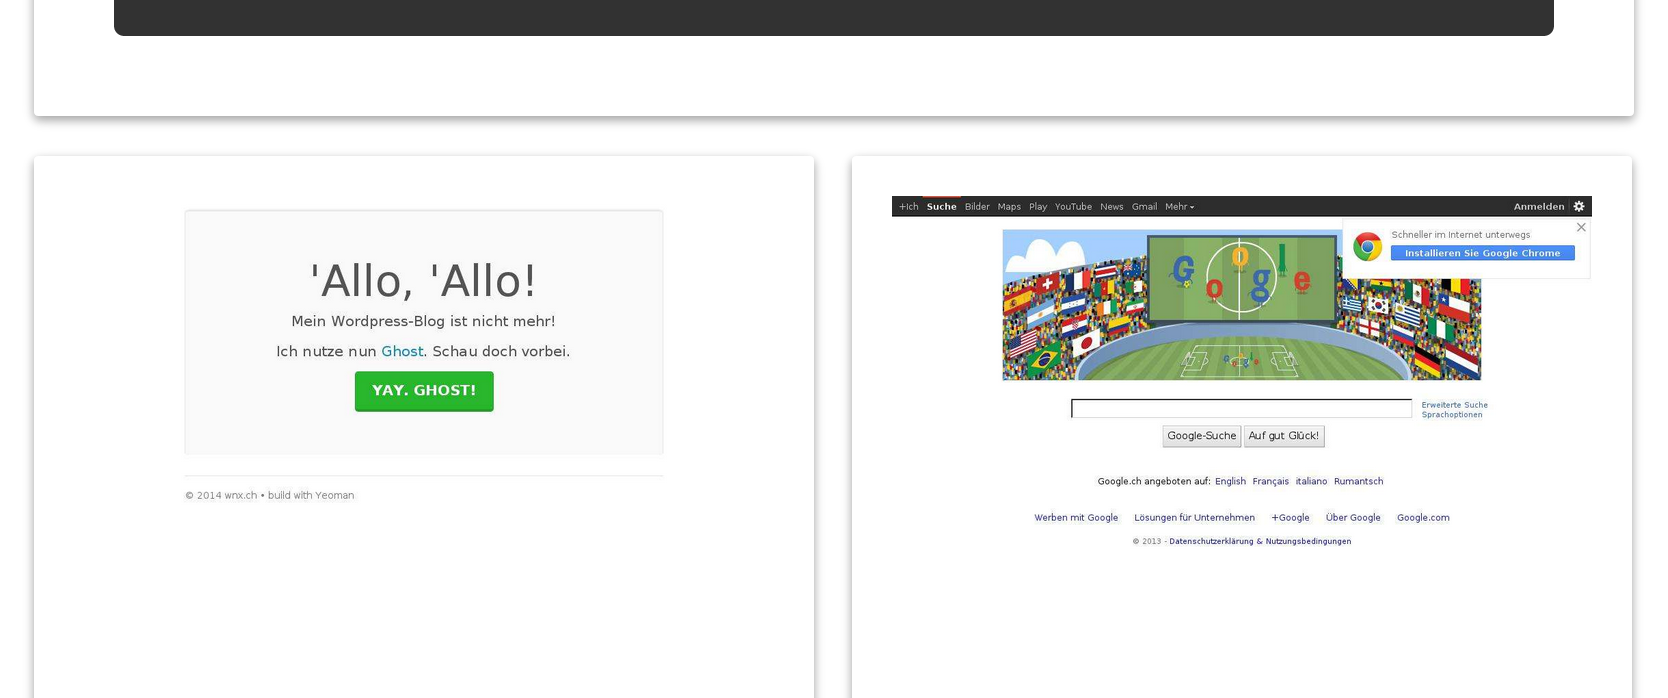 'Allo, 'Allo!
Mein Wordpress-Blog ist nicht mehr!
Ich nutze nun Ghost. Schau doch vorbei.
YAY. GHOST!
© 2014 wnx.ch • build with Yeoman
+Ich Suche Bilder Maps Play YouTube News Gmail Mehr Anmelden
Schneller im Internet unterwegs
Installieren Sie Google Chrome
Google
Google
Erweiterte Suche
Sprachoptionen
Google-Suche Auf gut Glück!
Google.ch angeboten auf: English Français italiano Rumantsch
Werben mit Google Lösungen für Unternehmen +Google Über Google Google.com
© 2013 - Datenschutzerklärung & Nutzungsbedingungen